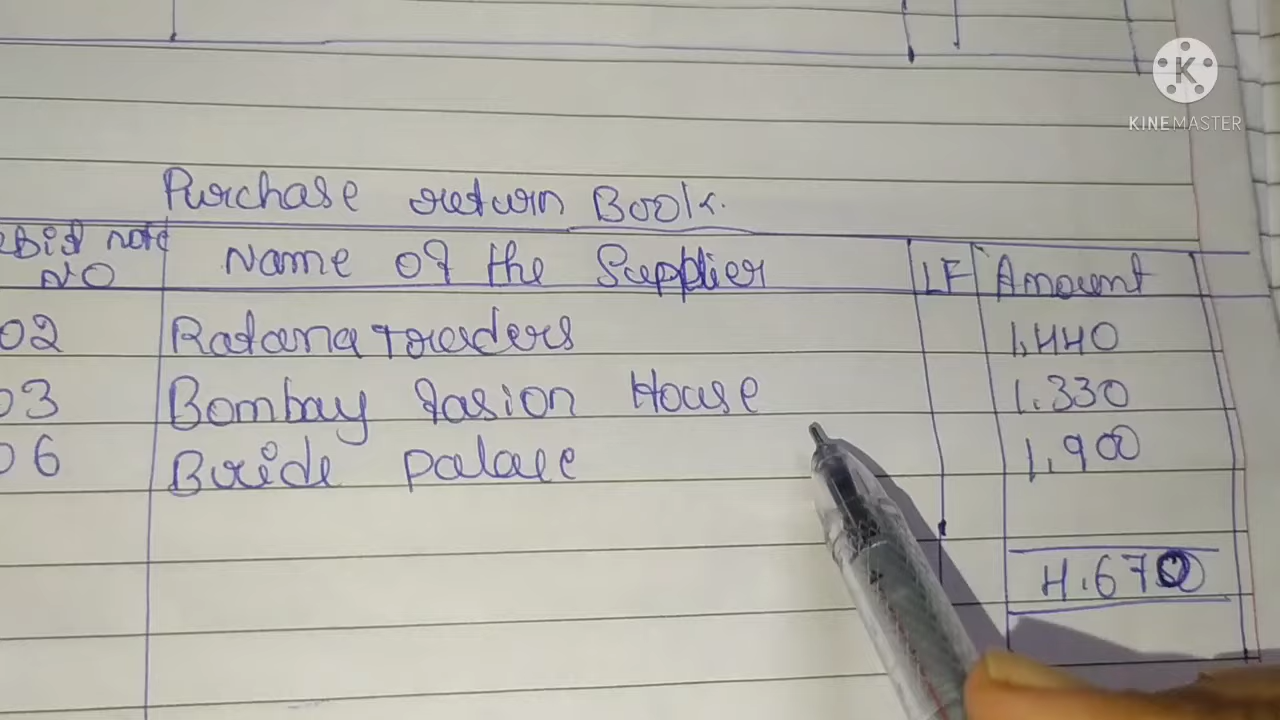 KINEMASTER
Purchase return Book.
eBit note NO Name of the Supplier LF Amount
02 Ratana traders 1,440
03 Bombay fasion House 1.330
06 Bride palace 1,900
4.670